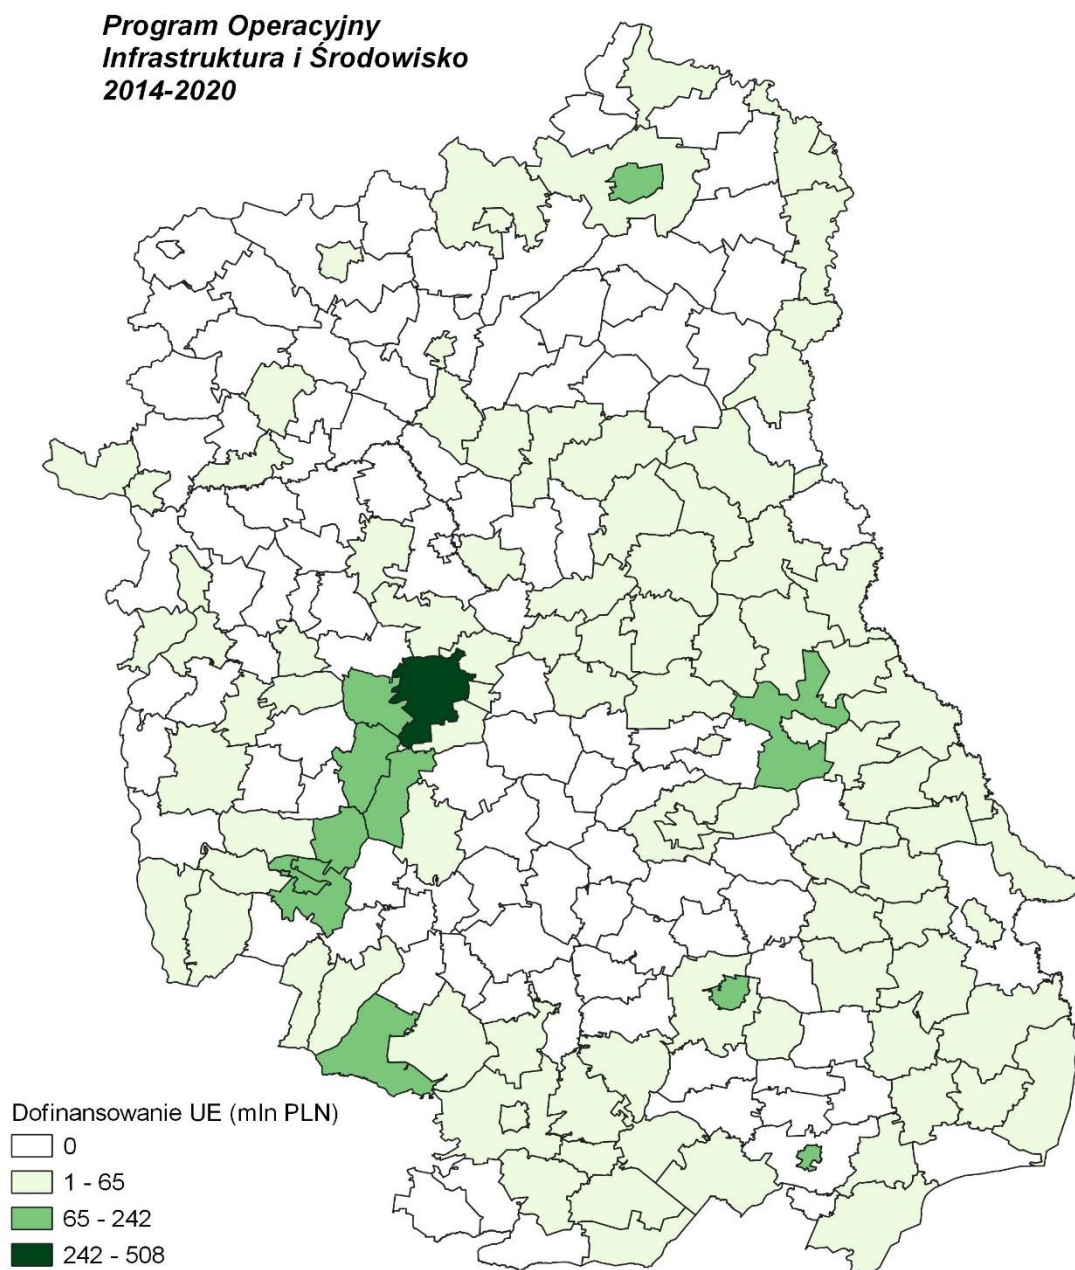 Program Operacyjny
Infrastruktura i Środowisko
2014-2020
Dofinansowanie UE (mln PLN)
0
1 - 65
65 - 242
242 - 508